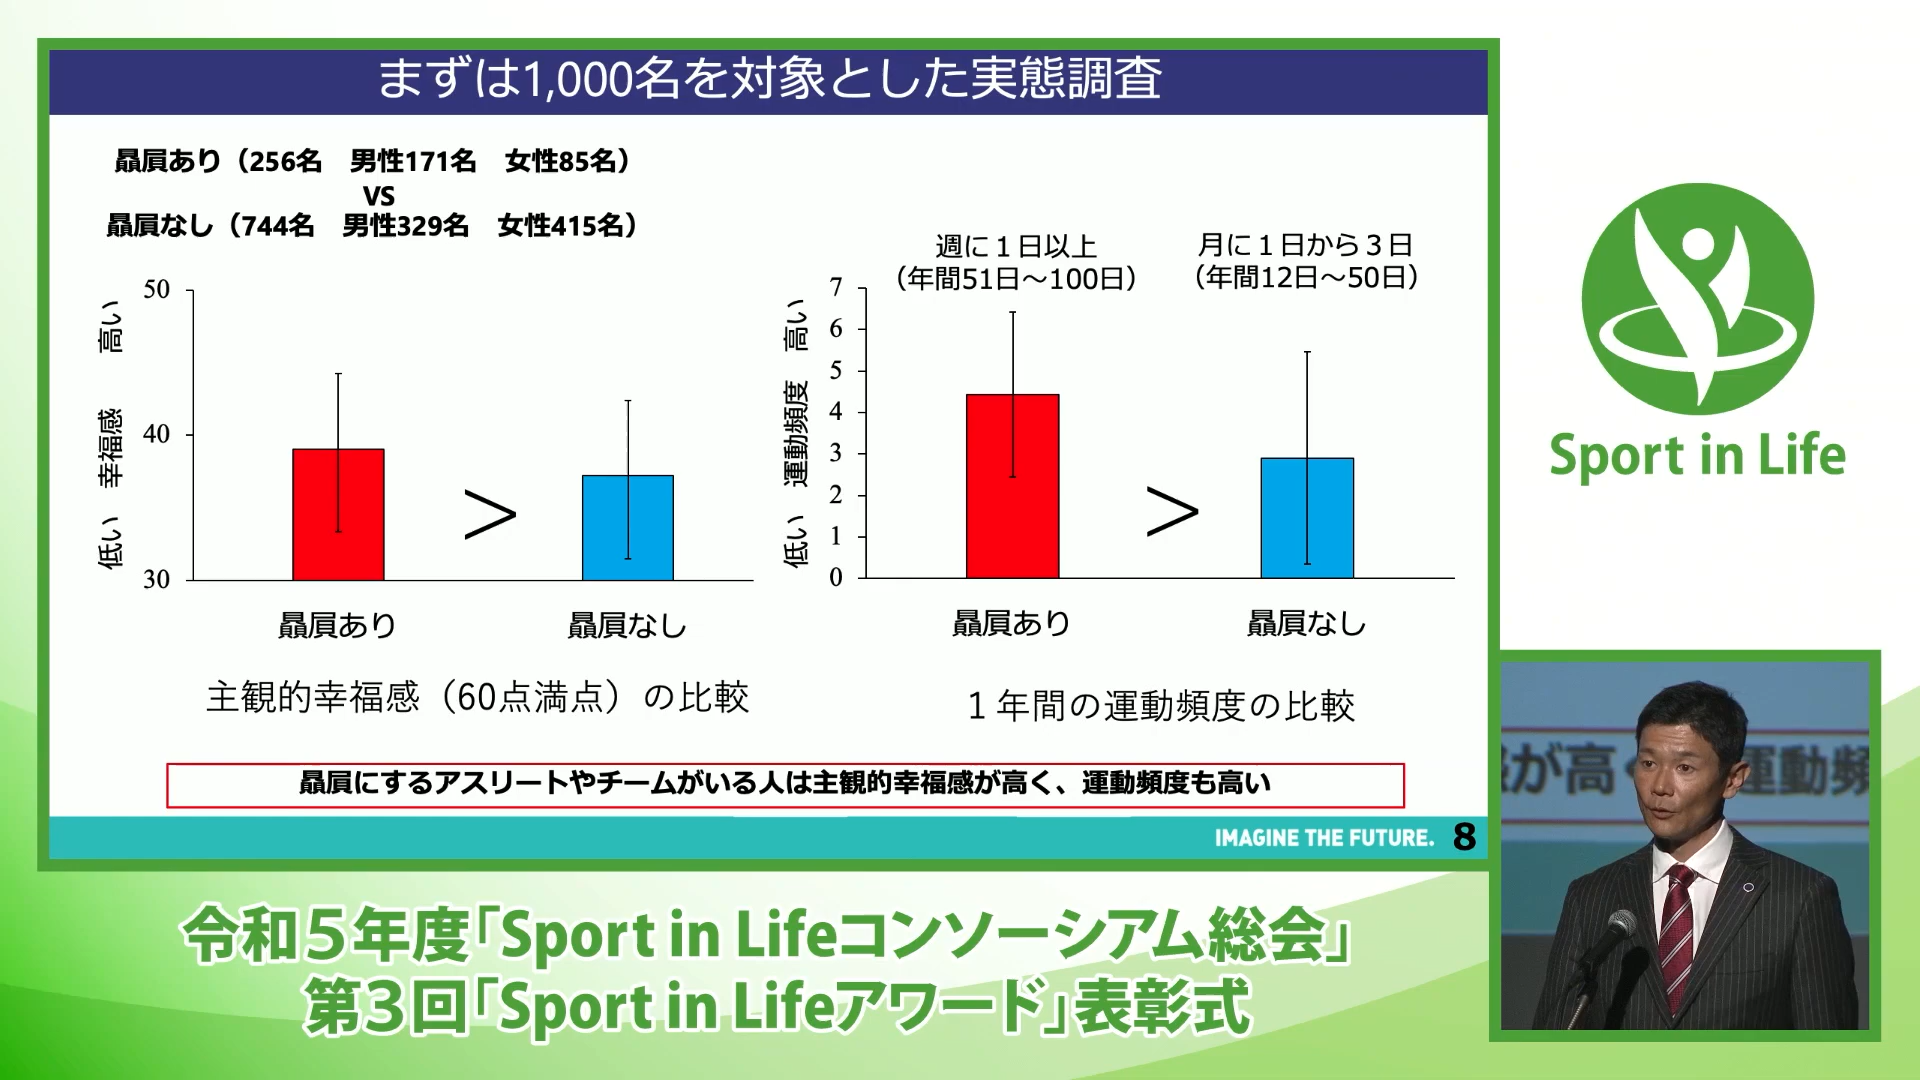 まずは1,000名を対象とした実態調査
贔屓あり（256名　男性171名　女性85名）
VS
贔屓なし（744名　男性329名　女性415名）
50
40
30
低い　幸福感　高い
贔屓あり
>
贔屓なし
主観的幸福感（60点満点）の比較
週に１日以上
（年間51日～100日）
月に１日から３日
（年間12日～50日）
7
6
5
4
3
2
1
0
低い　運動頻度　高い
贔屓あり
>
贔屓なし
１年間の運動頻度の比較
贔屓にするアスリートやチームがいる人は主観的幸福感が高く、運動頻度も高い
IMAGINE THE FUTURE. 8
Sport in Life
感が高く 運動頻
令和５年度「Sport in Lifeコンソーシアム総会」
第３回「Sport in Lifeアワード」表彰式